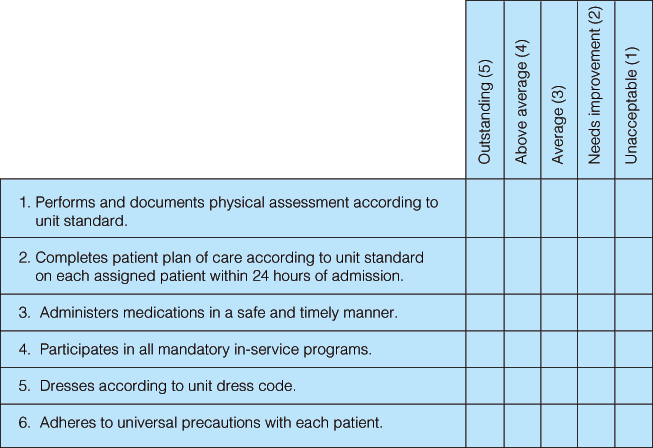 Outstanding (5)
Above average (4)
Average (3)
Needs improvement (2)
Unacceptable (1)
1. Performs and documents physical assessment according to
unit standard.
2. Completes patient plan of care according to unit standard
on each assigned patient within 24 hours of admission.
3. Administers medications in a safe and timely manner.
4. Participates in all mandatory in-service programs.
5. Dresses according to unit dress code.
6. Adheres to universal precautions with each patient.